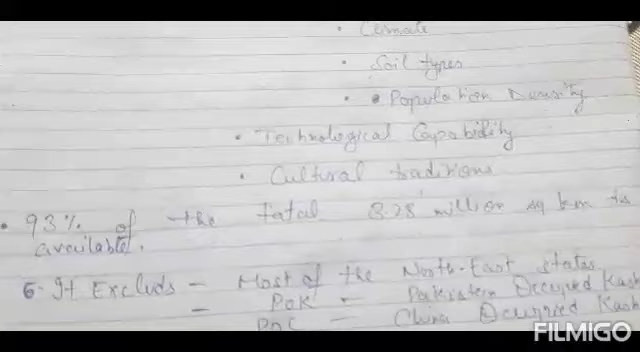 • Climate
• Soil types
• • Population Density
• Technological Capability
• Cultural traditions
• 93% of the total 3.28 million sq km is
available.
6. It Excluds - Most of the North-East states
- POK - Pakistan Occupied Kash
POC - China Occupied Kash
FILMIGO